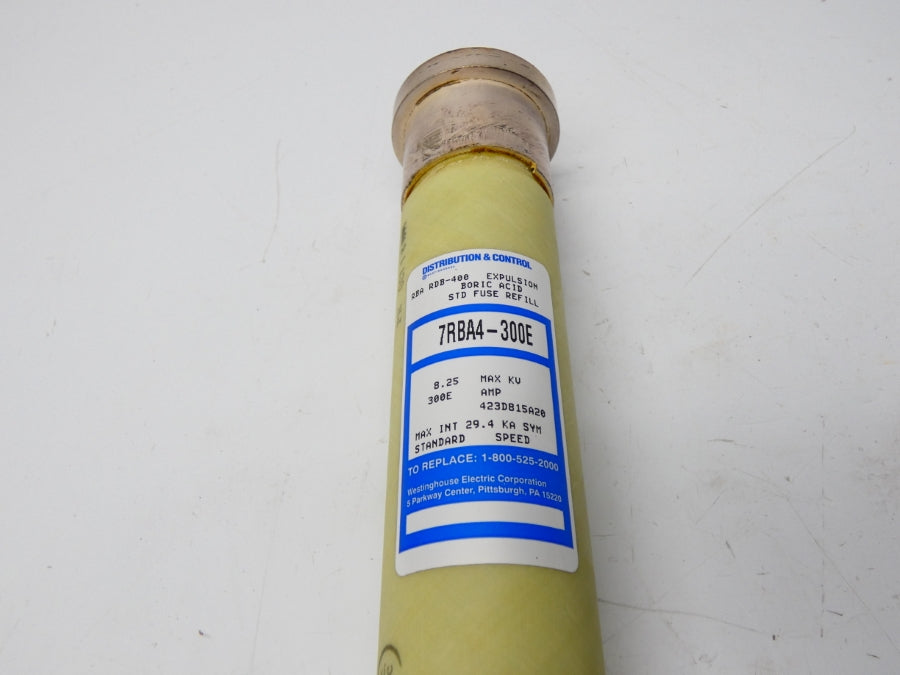 DISTRIBUTION & CONTROL
RBA RDB-400 EXPULSION
BORIC ACID
STD FUSE REFILL
7RBA4-300E
8.25 MAX KV
300E AMP
423D815A20
MAX INT 29.4 KA SYM
STANDARD SPEED
TO REPLACE: 1-800-525-2000
Westinghouse Electric Corporation
5 Parkway Center, Pittsburgh, PA 15220